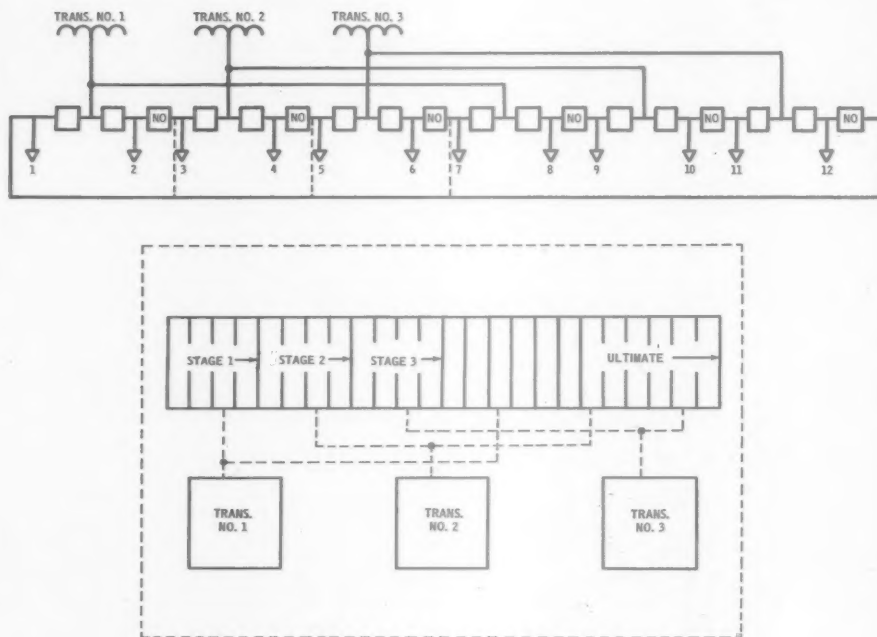 TRANS. NO. 1 TRANS. NO. 2 TRANS. NO. 3
NO NO NO NO NO NO
1 2 3 4 5 6 7 8 9 10 11 12
STAGE 1 STAGE 2 STAGE 3 ULTIMATE
TRANS.
NO. 1
TRANS.
NO. 2
TRANS.
NO. 3